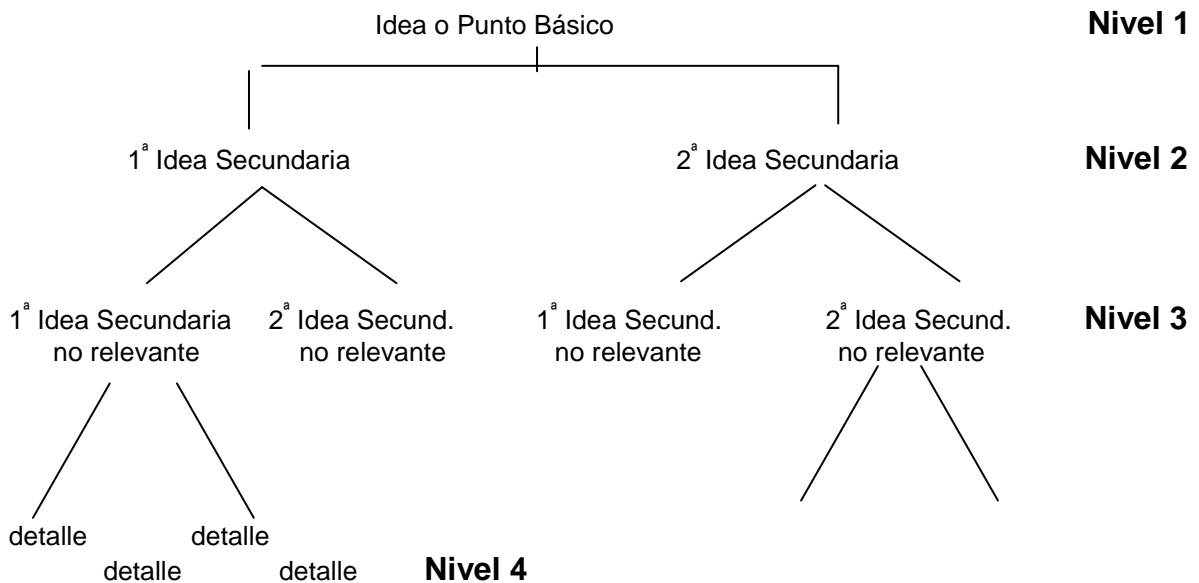 Idea o Punto Básico Nivel 1
1ª Idea Secundaria 2ª Idea Secundaria Nivel 2
1ª Idea Secundaria 2ª Idea Secund. 1ª Idea Secund. 2ª Idea Secund. Nivel 3
no relevante no relevante no relevante no relevante
detalle detalle
detalle detalle Nivel 4